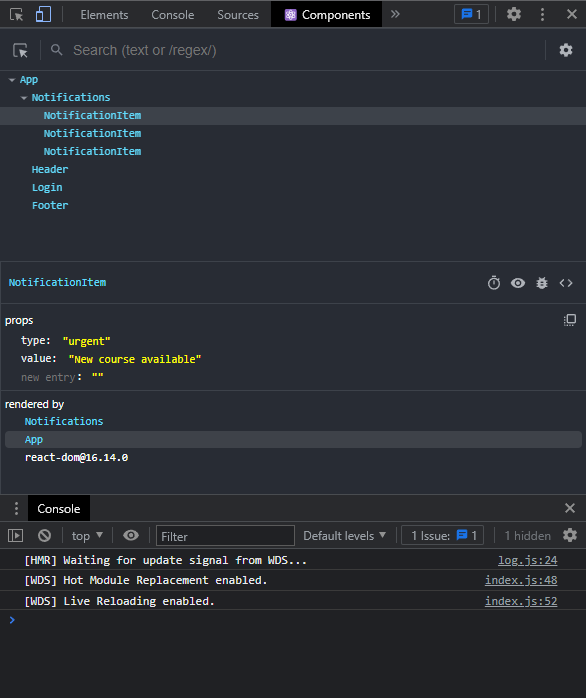 Elements Console Sources Components » 1
Search (text or /regex/)
App
Notifications
NotificationItem
NotificationItem
NotificationItem
Header
Login
Footer
NotificationItem
props
type: "urgent"
value: "New course available"
new entry: ""
rendered by
Notifications
App
react-dom@16.14.0
Console
top ▼ Filter Default levels ▼ 1 Issue: 1 1 hidden
[HMR] Waiting for update signal from WDS... log.js:24
[WDS] Hot Module Replacement enabled. index.js:48
[WDS] Live Reloading enabled. index.js:52
>